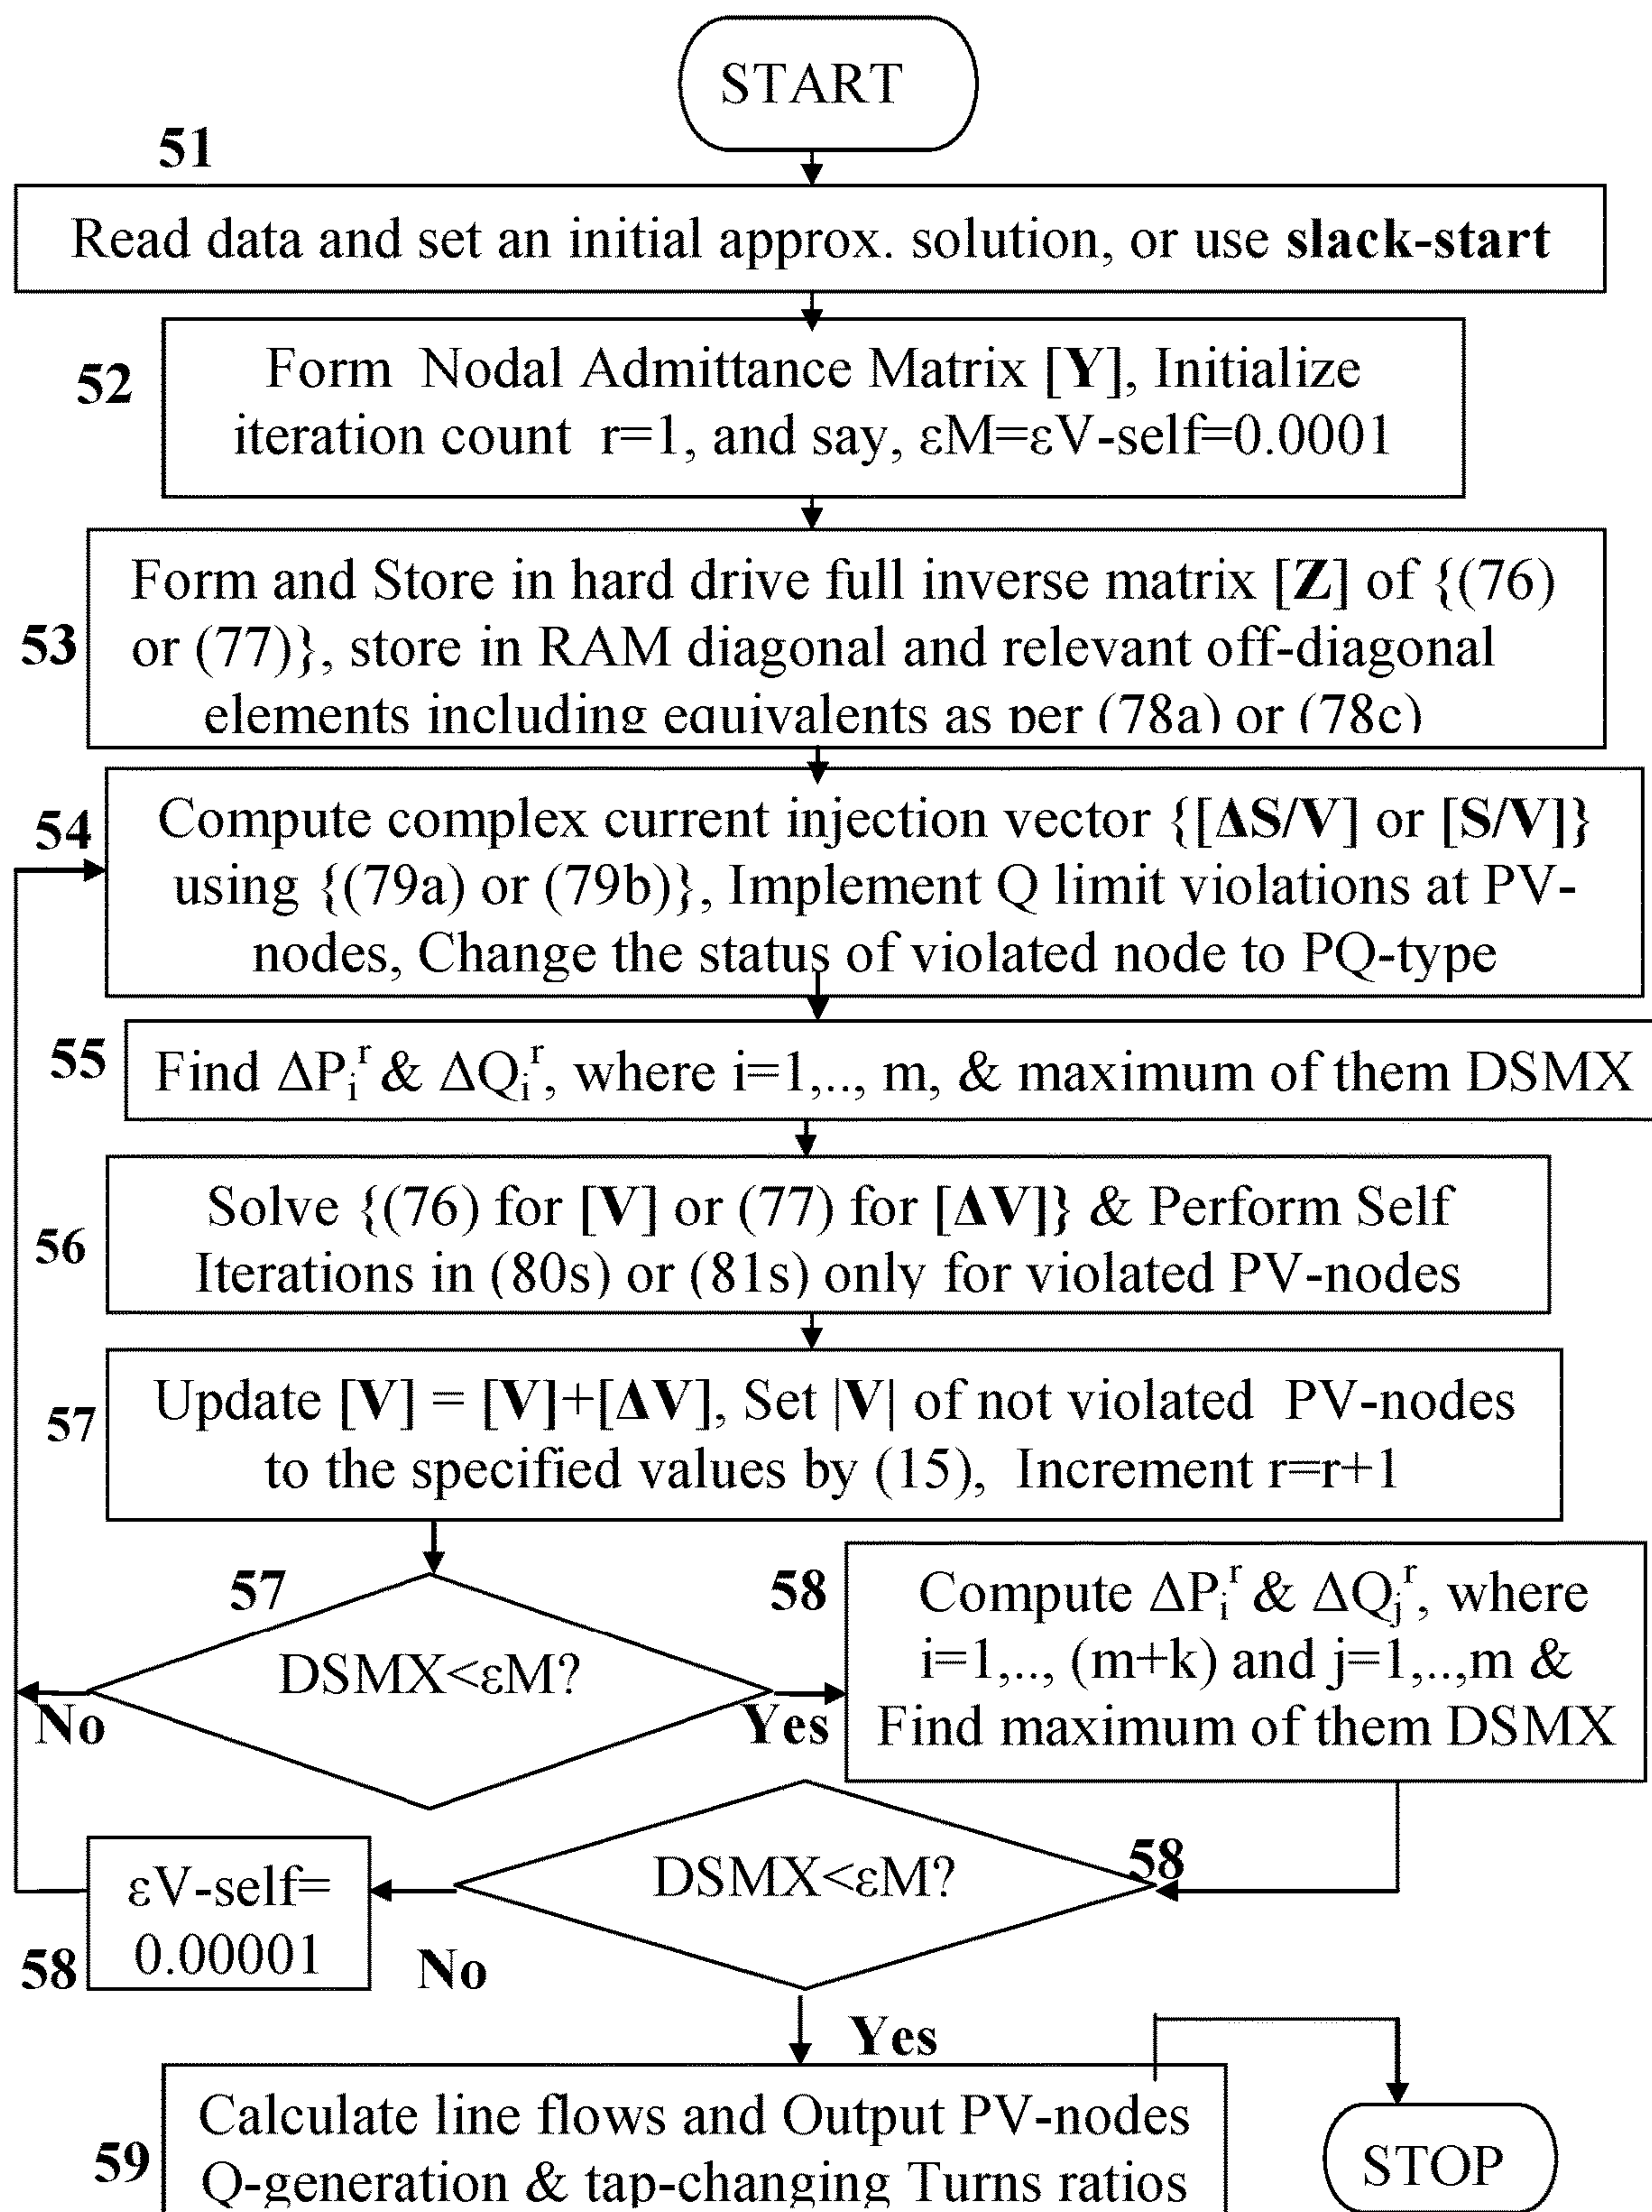 START
51
Read data and set an initial approx. solution, or use slack-start
52
Form Nodal Admittance Matrix [Y], Initialize
iteration count r=1, and say, εM=εV-self=0.0001
53
Form and Store in hard drive full inverse matrix [Z] of {(76)
or (77)}, store in RAM diagonal and relevant off-diagonal
elements including equivalents as per (78a) or (78c)
54
Compute complex current injection vector {[ΔS/V] or [S/V]}
using {(79a) or (79b)}, Implement Q limit violations at PV-
nodes, Change the status of violated node to PQ-type
55
Find ΔPᵢʳ & ΔQᵢʳ, where i=1,.., m, & maximum of them DSMX
56
Solve {(76) for [V] or (77) for [ΔV]} & Perform Self
Iterations in (80s) or (81s) only for violated PV-nodes
57
Update [V] = [V]+[ΔV], Set |V| of not violated PV-nodes
to the specified values by (15), Increment r=r+1
57
DSMX<εM?
No
Yes
58
Compute ΔPᵢʳ & ΔQⱼʳ, where
i=1,.., (m+k) and j=1,..,m &
Find maximum of them DSMX
58
DSMX<εM?
εV-self=
0.00001
58
No
Yes
59
Calculate line flows and Output PV-nodes
Q-generation & tap-changing Turns ratios
STOP